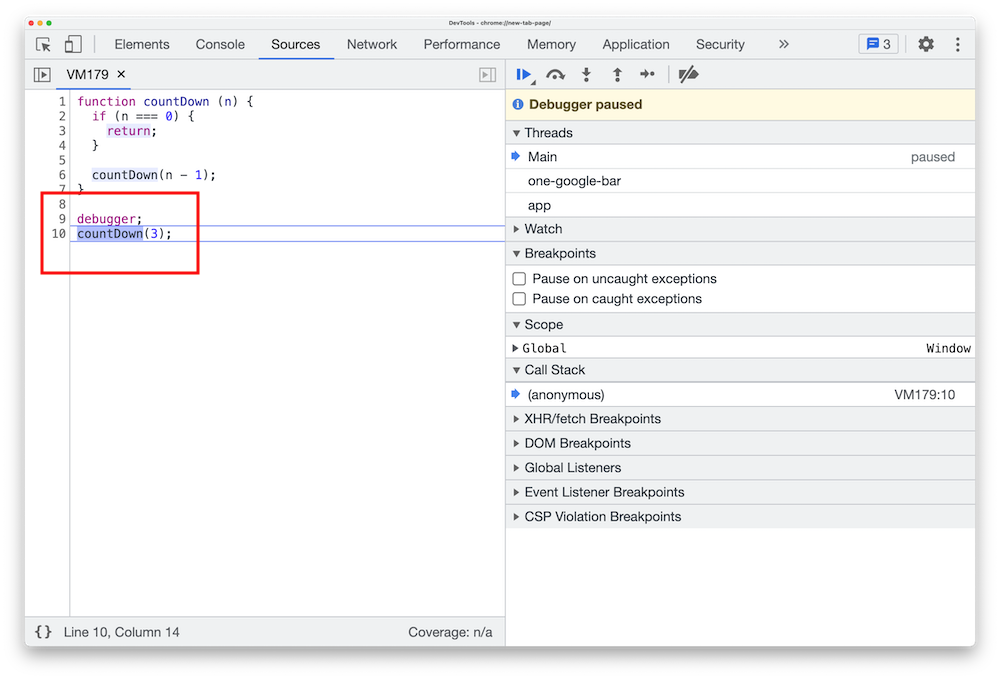 DevTools - chrome://new-tab-page/
Elements Console Sources Network Performance Memory Application Security » 3
VM179 ×
1 function countDown (n) {
2 if (n === 0) {
3 return;
4 }
5
6 countDown(n - 1);
7 }
8
9 debugger;
10 countDown(3);
{} Line 10, Column 14 Coverage: n/a
Debugger paused
Threads
Main paused
one-google-bar
app
Watch
Breakpoints
Pause on uncaught exceptions
Pause on caught exceptions
Scope
Global Window
Call Stack
(anonymous) VM179:10
XHR/fetch Breakpoints
DOM Breakpoints
Global Listeners
Event Listener Breakpoints
CSP Violation Breakpoints